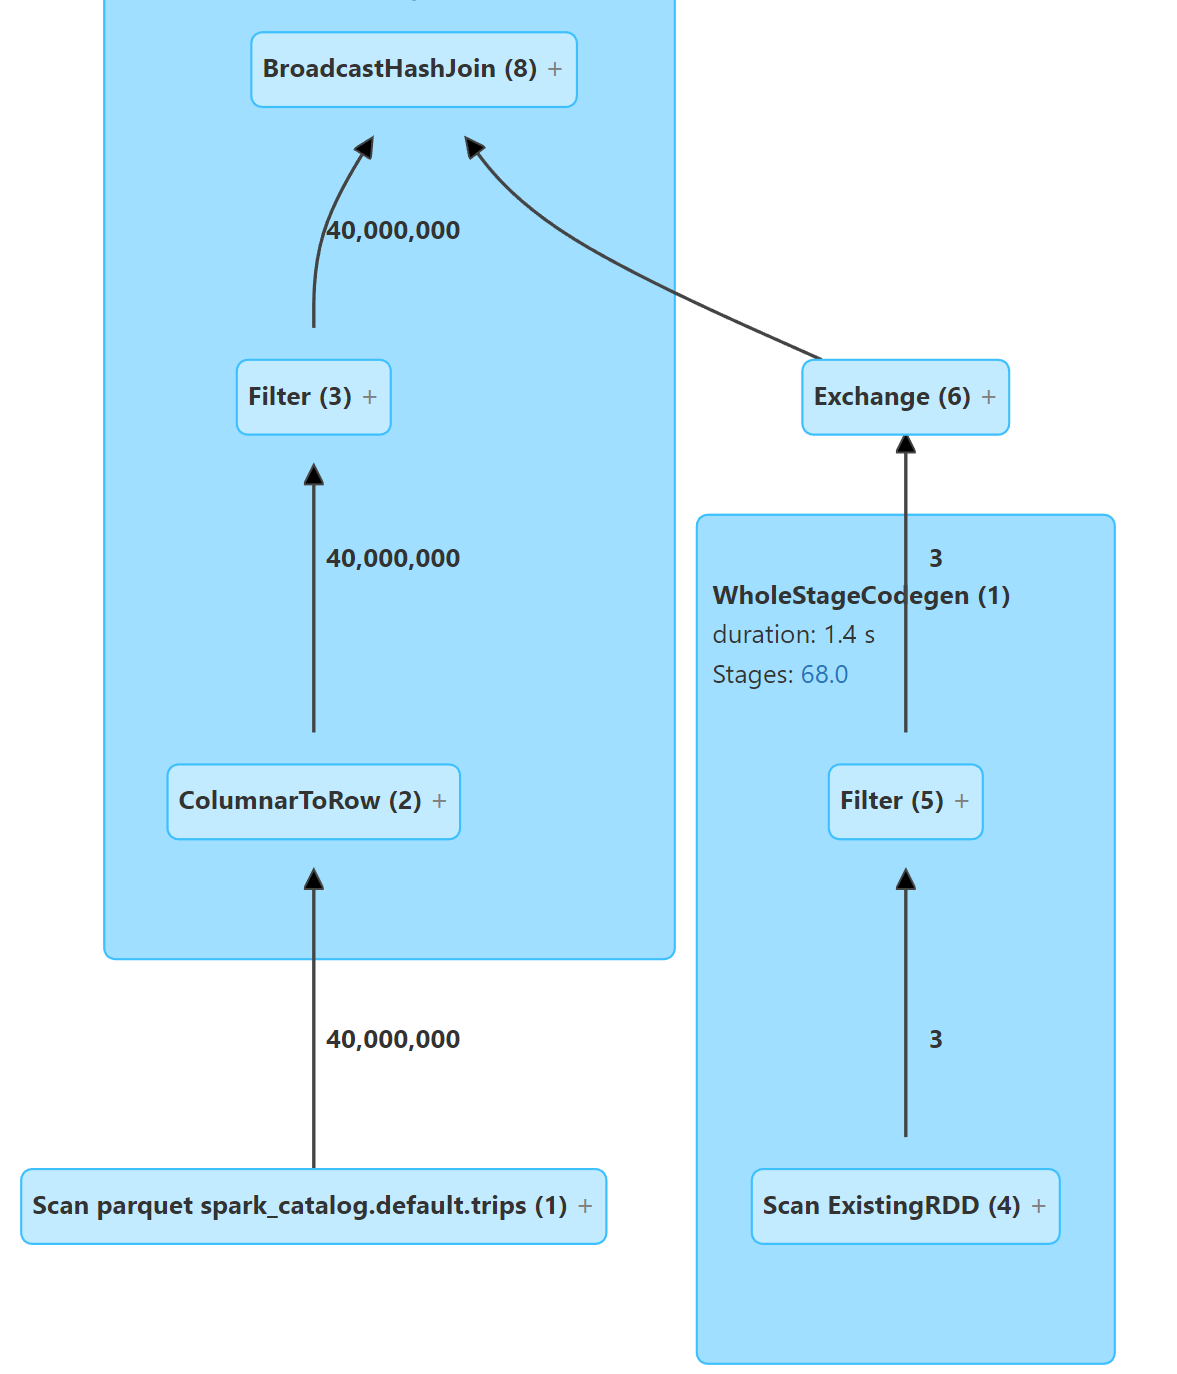 BroadcastHashJoin (8) +
40,000,000
Filter (3) +
Exchange (6) +
40,000,000
3
WholeStageCodegen (1)
duration: 1.4 s
Stages: 68.0
ColumnarToRow (2) +
Filter (5) +
40,000,000
3
Scan parquet spark_catalog.default.trips (1) +
Scan ExistingRDD (4) +